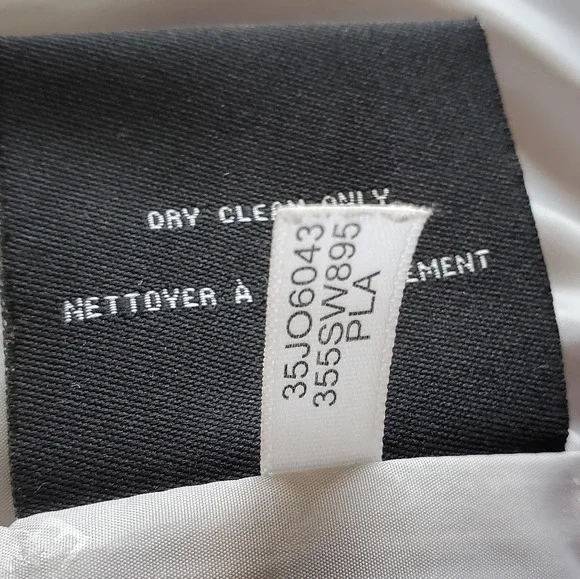 DRY CLEAN ONLY
NETTOYER À EMENT
35JO6043
355SW895
PLA